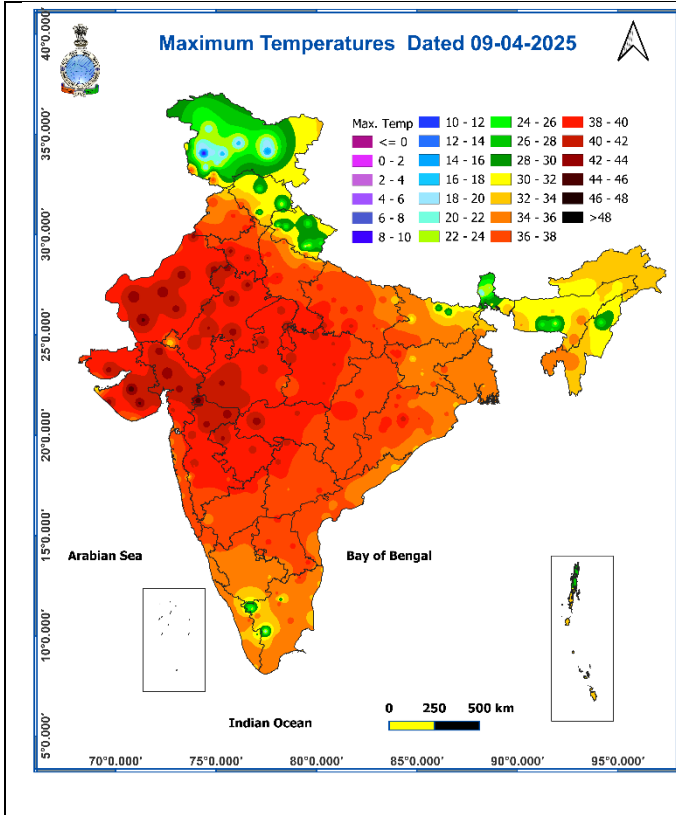 Maximum Temperatures Dated 09-04-2025
Max. Temp
<= 0
0 - 2
2 - 4
4 - 6
6 - 8
8 - 10
10 - 12
12 - 14
14 - 16
16 - 18
18 - 20
20 - 22
22 - 24
24 - 26
26 - 28
28 - 30
30 - 32
32 - 34
34 - 36
36 - 38
38 - 40
40 - 42
42 - 44
44 - 46
46 - 48
>48
40°0.000'
35°0.000'
30°0.000'
25°0.000'
20°0.000'
15°0.000'
10°0.000'
5°0.000'
Arabian Sea
Bay of Bengal
Indian Ocean
0 250 500 km
70°0.000' 75°0.000' 80°0.000' 85°0.000' 90°0.000' 95°0.000'